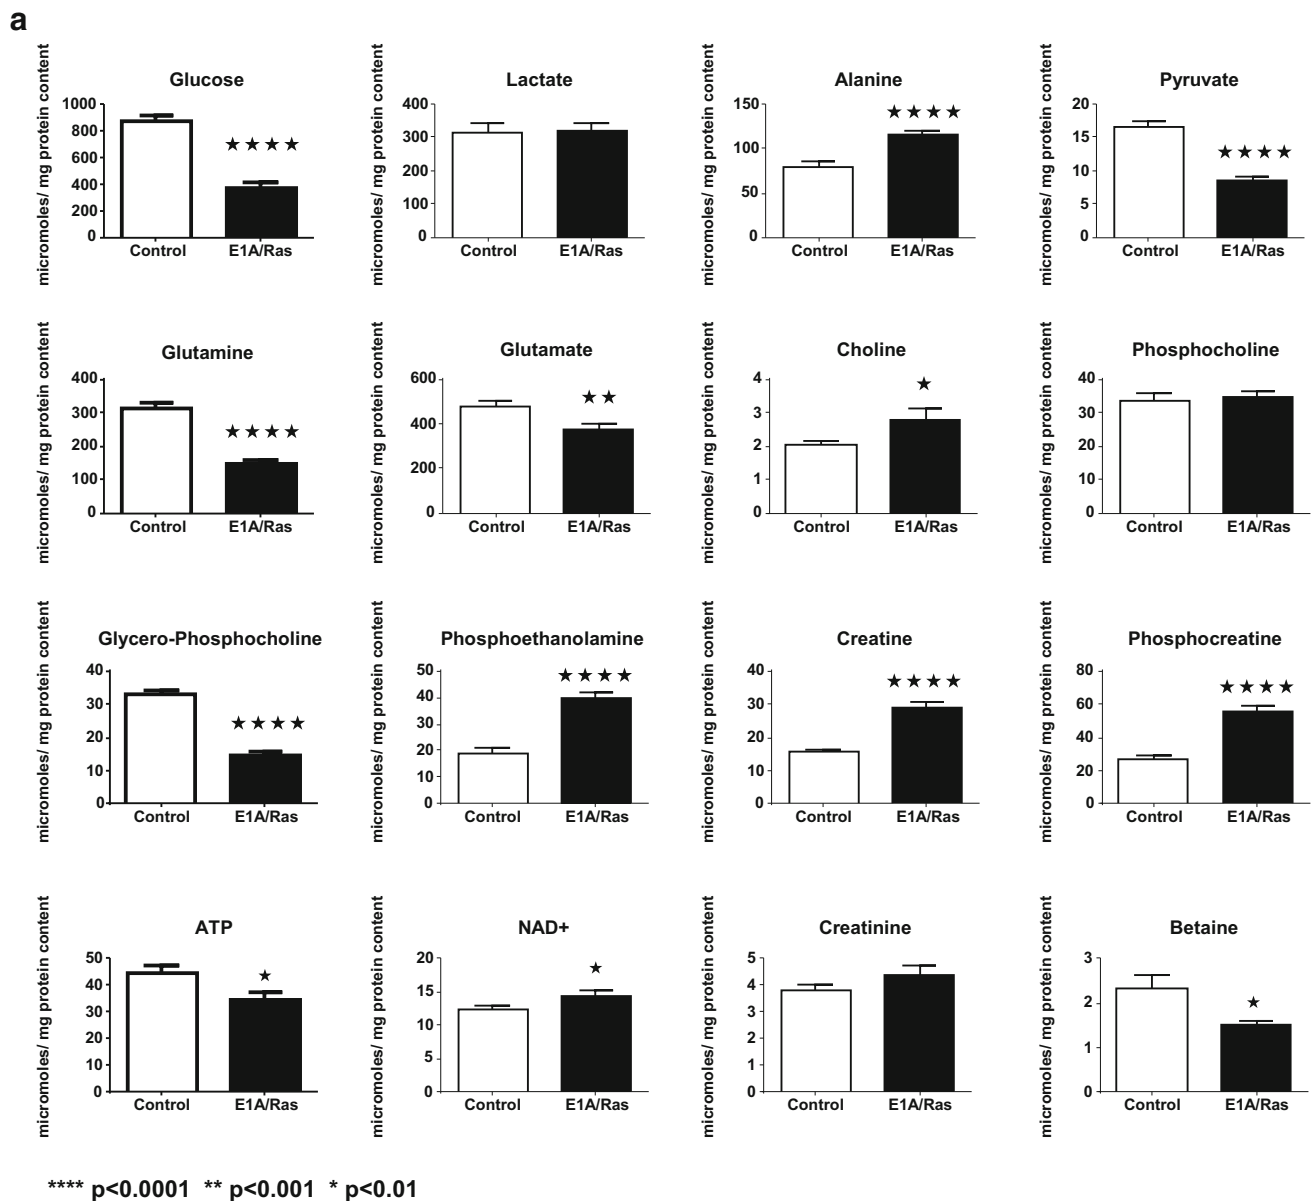 a
Glucose
micromoles/ mg protein content
1000
800
600
400
200
0
★★★★
Control E1A/Ras
Lactate
micromoles/ mg protein content
400
300
200
100
0
Control E1A/Ras
Alanine
micromoles/ mg protein content
150
100
50
0
★★★★
Control E1A/Ras
Pyruvate
micromoles/ mg protein content
20
15
10
5
0
★★★★
Control E1A/Ras
Glutamine
micromoles/ mg protein content
400
300
200
100
0
★★★★
Control E1A/Ras
Glutamate
micromoles/ mg protein content
600
400
200
0
★★
Control E1A/Ras
Choline
micromoles/ mg protein content
4
3
2
1
0
★
Control E1A/Ras
Phosphocholine
micromoles/ mg protein content
40
30
20
10
0
Control E1A/Ras
Glycero-Phosphocholine
micromoles/ mg protein content
40
30
20
10
0
★★★★
Control E1A/Ras
Phosphoethanolamine
micromoles/ mg protein content
50
40
30
20
10
0
★★★★
Control E1A/Ras
Creatine
micromoles/ mg protein content
40
30
20
10
0
★★★★
Control E1A/Ras
Phosphocreatine
micromoles/ mg protein content
80
60
40
20
0
★★★★
Control E1A/Ras
ATP
micromoles/ mg protein content
50
40
30
20
10
0
★
Control E1A/Ras
NAD+
micromoles/ mg protein content
20
15
10
5
0
★
Control E1A/Ras
Creatinine
micromoles/ mg protein content
5
4
3
2
1
0
Control E1A/Ras
Betaine
micromoles/ mg protein content
3
2
1
0
★
Control E1A/Ras
**** p<0.0001 ** p<0.001 * p<0.01